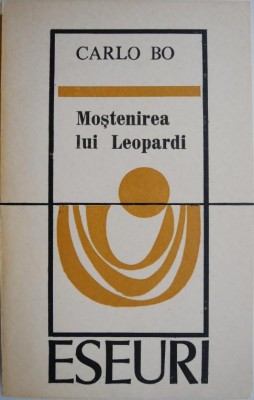 CARLO BO
Moștenirea
lui Leopardi
ESEURI